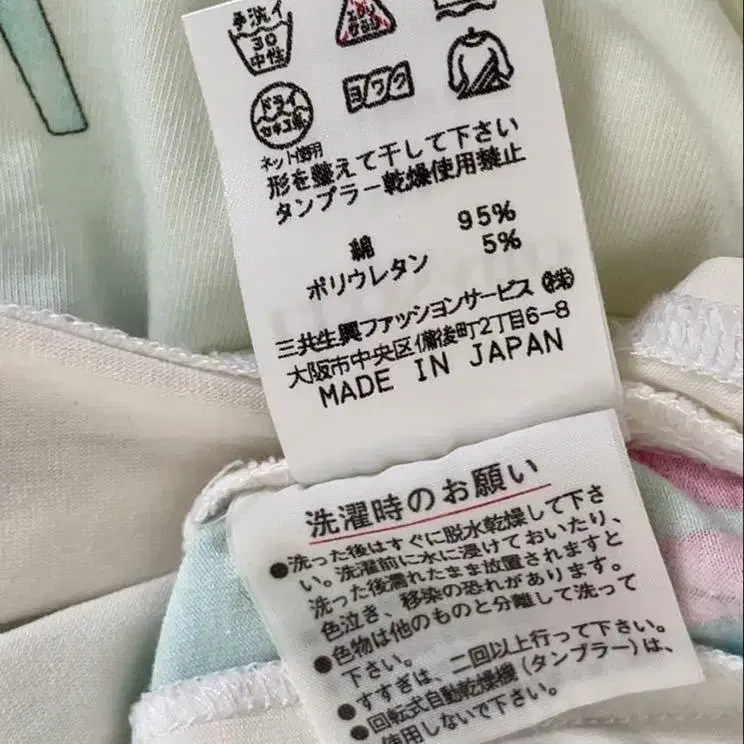 手洗イ
30
中性
エンソ
サラシ
ドライ
セキユ系
ヨワク
ネット使用
形を整えて干して下さい
タンブラー乾燥使用禁止
綿 95%
ポリウレタン 5%
三共生興ファッションサービス(株)
大阪市中央区備後町2丁目6-8
MADE IN JAPAN
洗濯時のお願い
●洗った後はすぐに脱水乾燥して下さ
い。洗濯前に水に浸けておいたり、
洗った後濡れたまま放置されますと
色泣き、移染の恐れがあります。
●色物は他のものと分離して洗って
下さい。
●すすぎは、二回以上行って下さい。
●回転式自動乾燥機(タンブラー)は、
使用しないで下さい。